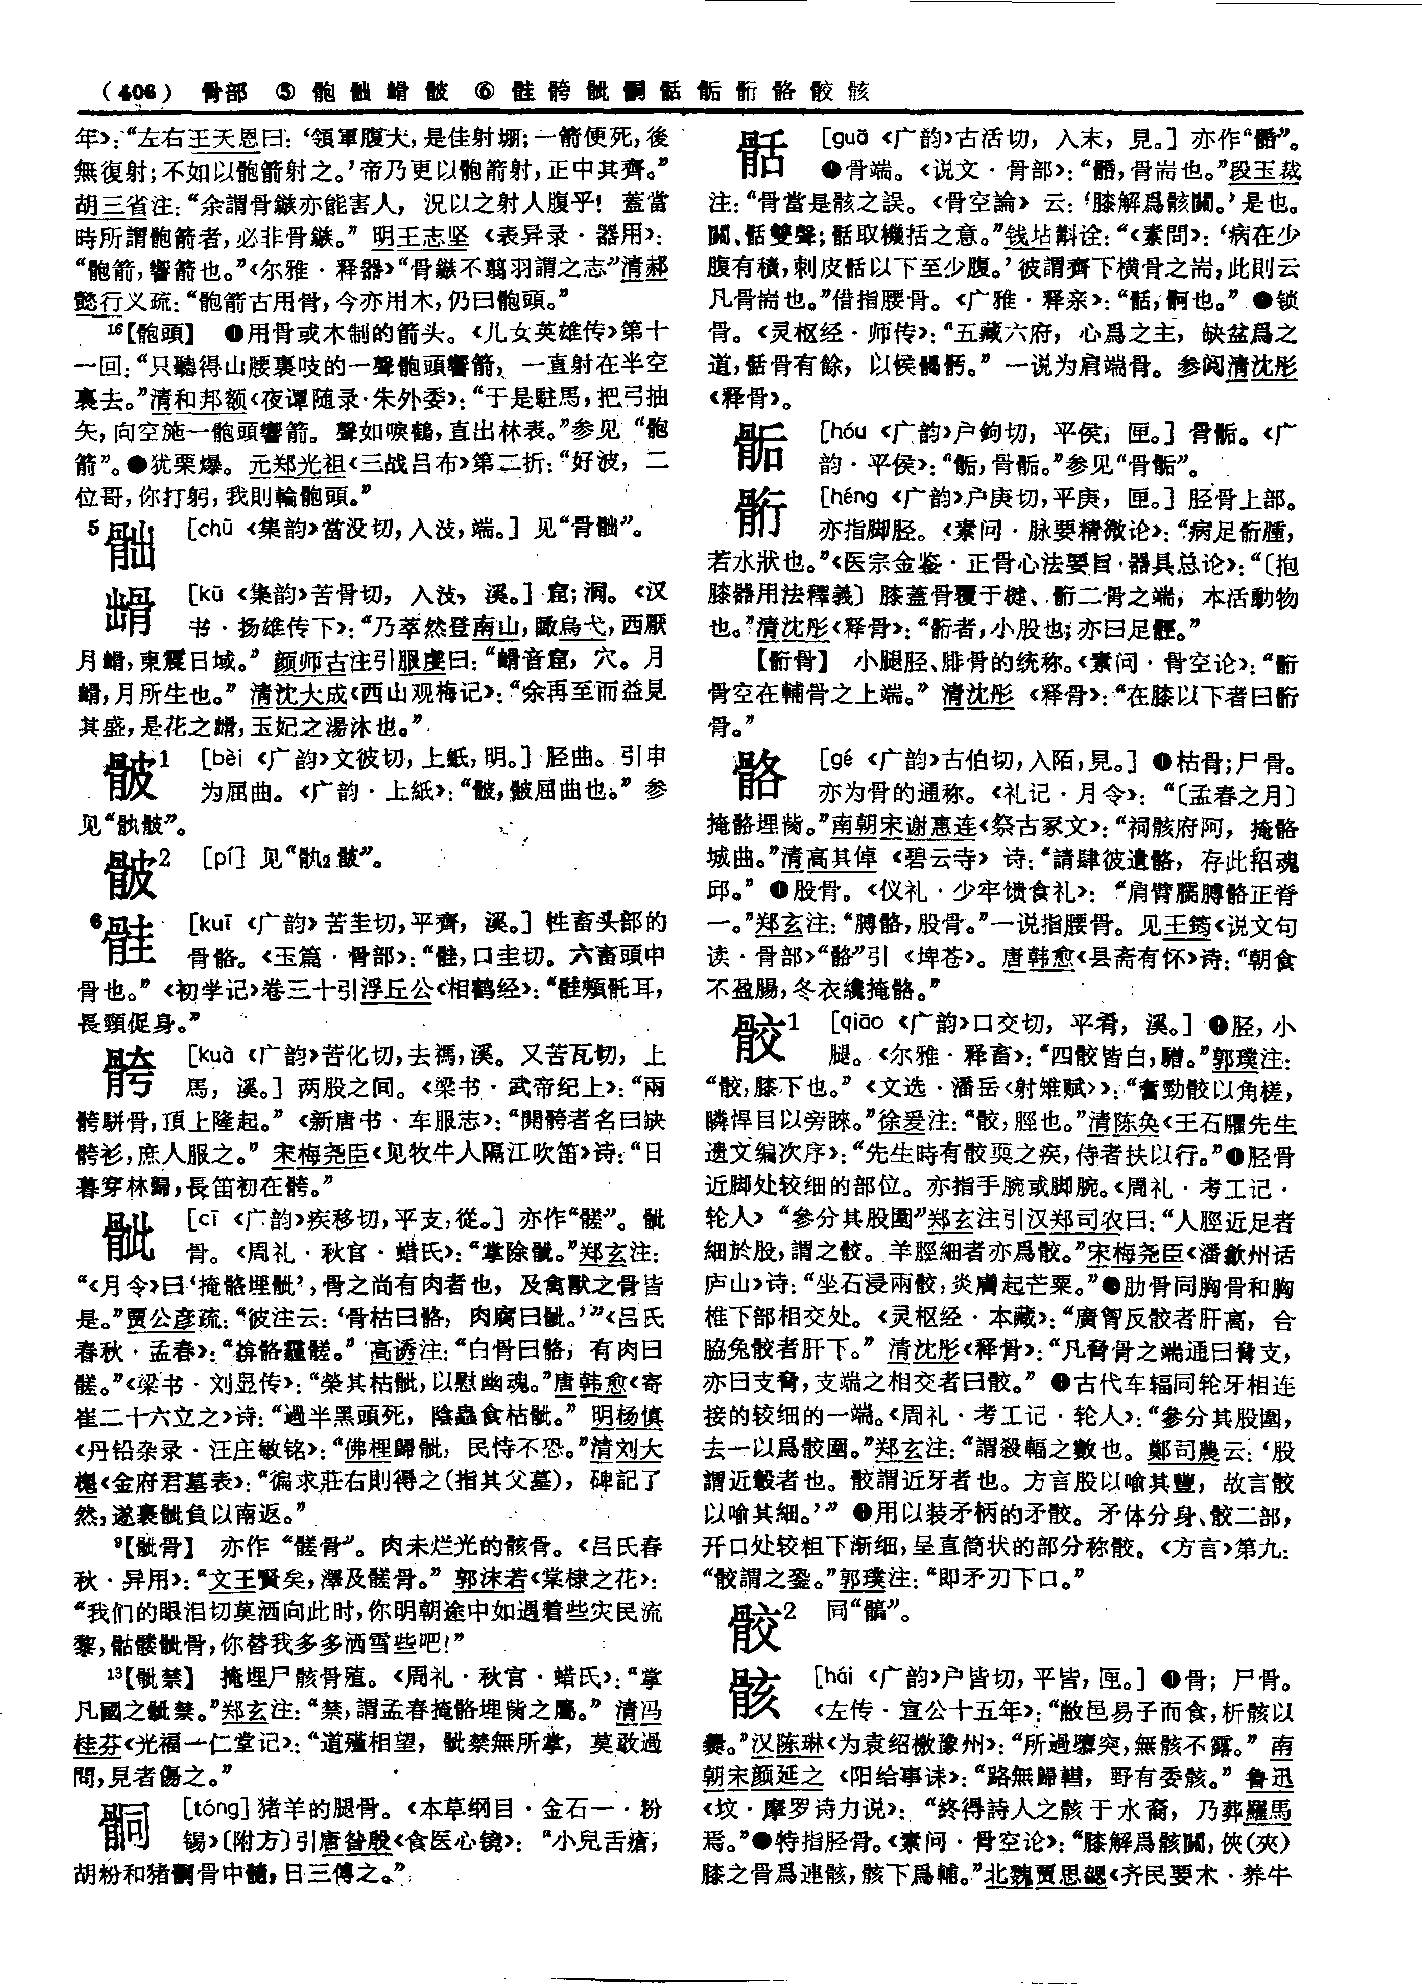 （406） 骨部 ⑤ 骲 䯇 䯏 骳 ⑥ 䯓 骻 骴 䯒 𩩍 骺 䯒 骼 骹 骸
年》：“左右王天恩曰：‘領軍腹大，是佳射堋；一箭便死，後
無復射；不如以骲箭射之。’帝乃更以骲箭射，正中其齊。”
胡三省注：“余謂骨鏃亦能害人，況以之射人腹乎！蓋當
時所謂骲箭者，必非骨鏃。”明王志坚《表异录·器用》：
“骲箭，響箭也。”《尔雅·释器》“骨鏃不翦羽謂之志”清郝
懿行义疏：“骲箭古用骨，今亦用木，仍曰骲頭。”
16【骲頭】 ❶用骨或木制的箭头。《儿女英雄传》第十
一回：“只聽得山腰裏吱的一聲骲頭響箭，一直射在半空
裏去。”清和邦额《夜谭随录·朱外委》：“于是駐馬，把弓抽
矢，向空施一骲頭響箭。聲如唳鶴，直出林表。”参见“骲
箭”。❷犹栗爆。元郑光祖《三战吕布》第二折：“好波，二
位哥，你打躬，我則輪骲頭。”
5 [chū《集韵》當没切，入没，端。] 见“骨”。
[kū《集韵》苦骨切，入没，溪。] 窟；洞。《汉
书·扬雄传下》：“乃萃然登南山，瞰烏弋，西厭
月，東震日域。”颜师古注引服虔曰：“音窟，穴。月
，月所生也。”清沈大成《西山观梅记》：“余再至而益見
其盛，是花之，玉妃之湯沐也。”
骳1 [bèi《广韵》文彼切，上紙，明。] 胫曲。引申
为屈曲。《广韵·上紙》：“骳，骳屈曲也。”参
见“骫骳”。
骳2 [pí] 见“骫2骳”。
6 [kuī《广韵》苦圭切，平齊，溪。] 牲畜头部的
骨骼。《玉篇·骨部》：“，口圭切。六畜頭中
骨也。”《初学记》卷三十引浮丘公《相鹤经》：“頰䯊耳，
長頸促身。”
骻 [kuà《广韵》苦化切，去禡，溪。又苦瓦切，上
馬，溪。] 两股之间。《梁书·武帝纪上》：“兩
骻駢骨，頂上隆起。”《新唐书·车服志》：“開骻者名曰缺
骻衫，庶人服之。”宋梅尧臣《见牧牛人隔江吹笛》诗：“日
暮穿林歸，長笛初在骻。”
骴 [cī《广韵》疾移切，平支，從。] 亦作“髊”。骴
骨。《周礼·秋官·蜡氏》：“掌除骴。”郑玄注：
“《月令》曰‘掩骼埋骴’，骨之尚有肉者也，及禽獸之骨皆
是。”贾公彦疏：“彼注云：‘骨枯曰骼，肉腐曰骴。’”《吕氏
春秋·孟春》：“揜骼霾髊。”高诱注：“白骨曰骼，有肉曰
髊。”《梁书·刘显传》：“榮其枯骴，以慰幽魂。”唐韩愈《寄
崔二十六立之》诗：“過半黑頭死，陰蟲食枯骴。”明杨慎
《丹铅杂录·汪庄敏铭》：“佛梩歸骴，民恃不恐。”清刘大
櫆《金府君墓表》：“徧求莊右則得之（指其父墓），碑記了
然，遂裹骴負以南返。”
9【骴骨】 亦作“髊骨”。肉未烂光的骸骨。《吕氏春
秋·异用》：“文王賢矣，澤及髊骨。”郭沫若《棠棣之花》：
“我们的眼泪切莫洒向此时，你明朝途中如遇着些灾民流
黎，骷髅骴骨，你替我多多洒雪些吧！”
13【骴禁】 掩埋尸骸骨殖。《周礼·秋官·蜡氏》：“掌
凡國之骴禁。”郑玄注：“禁，謂孟春掩骼埋胔之屬。”清冯
桂芬《光福一仁堂记》：“道殣相望，骴禁無所掌，莫敢過
問，見者傷之。”
[tóng] 猪羊的腿骨。《本草纲目·金石一·粉
锡》〔附方〕引唐昝殷《食医心镜》：“小兒舌瘡，
胡粉和猪骨中髓，日三傅之。”
[guā《广韵》古活切，入末，見。] 亦作“”。
❶骨端。《说文·骨部》：“，骨耑也。”段玉裁
注：“骨當是骸之誤。《骨空論》云：‘膝解爲骸關。’是也。
關、雙聲；取機括之意。”钱坫斠诠：“《素問》：‘病在少
腹有積，刺皮以下至少腹。’彼謂齊下横骨之耑，此則云
凡骨耑也。”借指腰骨。《广雅·释亲》：“，也。”❷锁
骨。《灵枢经·师传》：“五藏六府，心爲之主，缺盆爲之
道，骨有餘，以候。”一说为肩端骨。参阅清沈彤
《释骨》。
骺 [hóu《广韵》户鉤切，平侯，匣。] 骨骺。《广
韵·平侯》：“骺，骨骺。”参见“骨骺”。
䯒 [héng《广韵》户庚切，平庚，匣。] 胫骨上部。
亦指脚胫。《素问·脉要精微论》：“病足䯒腫，
若水狀也。”《医宗金鉴·正骨心法要旨·器具总论》：“〔抱
膝器用法釋義〕膝蓋骨覆于楗、䯒二骨之端，本活動物
也。”清沈彤《释骨》：“䯒者，小股也；亦曰足脛。”
【䯒骨】 小腿胫、腓骨的统称。《素问·骨空论》：“䯒
骨空在輔骨之上端。”清沈彤《释骨》：“在膝以下者曰䯒
骨。”
骼 [gé《广韵》古伯切，入陌，見。] ❶枯骨；尸骨。
亦为骨的通称。《礼记·月令》：“〔孟春之月〕
掩骼埋胔。”南朝宋谢惠连《祭古冢文》：“祠骸府阿，掩骼
城曲。”清高其倬《碧云寺》诗：“請肆彼遺骼，存此招魂
邱。”❷股骨。《仪礼·少牢馈食礼》：“肩臂臑膊骼正脊
一。”郑玄注：“膊骼，股骨。”一说指腰骨。见王筠《说文句
读·骨部》“骼”引《埤苍》。唐韩愈《县斋有怀》诗：“朝食
不盈腸，冬衣纔掩骼。”
骹1 [qiāo《广韵》口交切，平肴，溪。] ❶胫，小
腿。《尔雅·释畜》：“四骹皆白，驓。”郭璞注：
“骹，膝下也。”《文选·潘岳〈射雉赋〉》：“奮勁骹以角槎，
瞵悍目以旁睞。”徐爰注：“骹，脛也。”清陈奂《王石臞先生
遗文编次序》：“先生時有骹耎之疾，侍者扶以行。”❷胫骨
近脚处较细的部位。亦指手腕或脚腕。《周礼·考工记·
轮人》“參分其股圍”郑玄注引汉郑司农曰：“人脛近足者
細於股，謂之骹。羊脛細者亦爲骹。”宋梅尧臣《潘歙州话
庐山》诗：“坐石浸兩骹，炎膚起芒粟。”❸肋骨同胸骨和胸
椎下部相交处。《灵枢经·本藏》：“廣胷反骹者肝高，合
脇兔骹者肝下。”清沈彤《释骨》：“凡脅骨之端通曰脅支，
亦曰支脅，支端之相交者曰骹。”❹古代车辐同轮牙相连
接的较细的一端。《周礼·考工记·轮人》：“參分其股圍，
去一以爲骹圍。”郑玄注：“謂殺輻之數也。鄭司農云：‘股
謂近轂者也。骹謂近牙者也。方言股以喻其豐，故言骹
以喻其細。’”❺用以装矛柄的矛骹。矛体分身、骹二部，
开口处较粗下渐细，呈直筒状的部分称骹。《方言》第九：
“骹謂之銎。”郭璞注：“即矛刃下口。”
骹2 同“髇”。
骸 [hái《广韵》户皆切，平皆，匣。] ❶骨；尸骨。
《左传·宣公十五年》：“敝邑易子而食，析骸以
爨。”汉陈琳《为袁绍檄豫州》：“所過隳突，無骸不露。”南
朝宋颜延之《阳给事诔》：“路無歸轊，野有委骸。”鲁迅
《坟·摩罗诗力说》：“終得詩人之骸于水裔，乃葬羅馬
焉。”❷特指胫骨。《素问·骨空论》：“膝解爲骸關，俠（夾）
膝之骨爲連骸，骸下爲輔。”北魏贾思勰《齐民要术·养牛